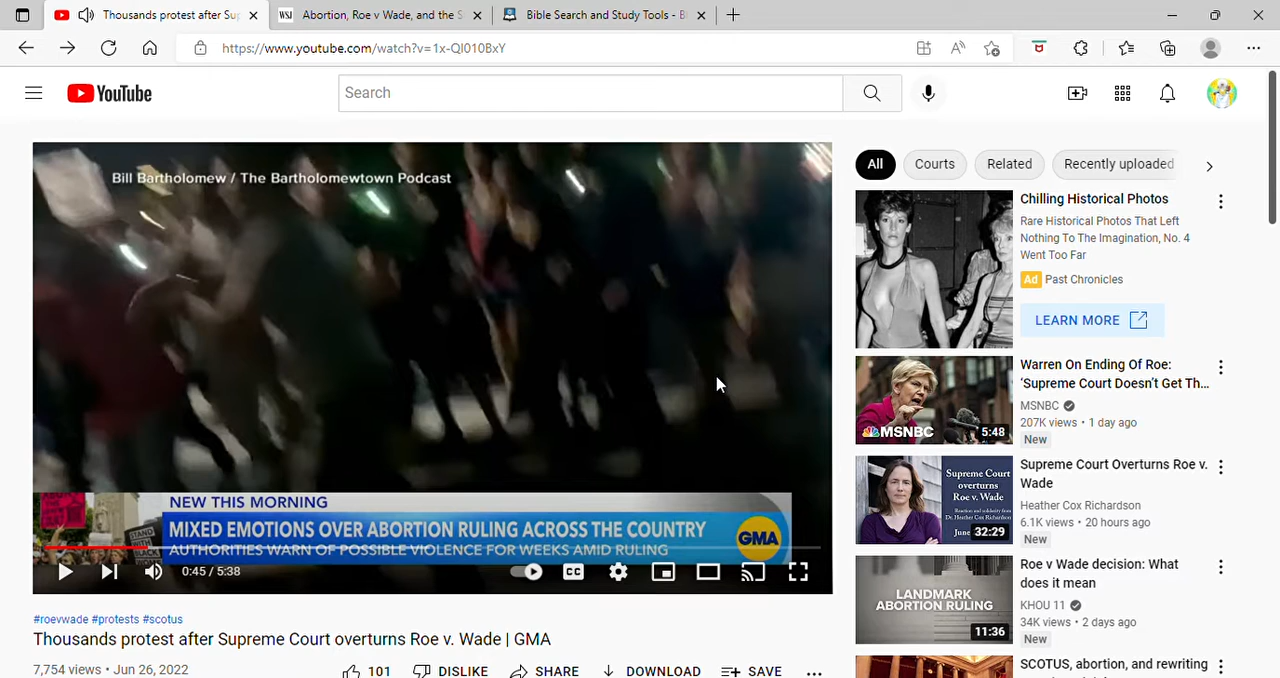 Thousands protest after Sup
WSJ Abortion, Roe v Wade, and the S
Bible Search and Study Tools - B
https://www.youtube.com/watch?v=1x-QI010BxY
YouTube
Search
Bill Bartholomew / The Bartholomewtown Podcast
NEW THIS MORNING
MIXED EMOTIONS OVER ABORTION RULING ACROSS THE COUNTRY
AUTHORITIES WARN OF POSSIBLE VIOLENCE FOR WEEKS AMID RULING
GMA
0:45 / 5:38
CC
#roevwade #protests #scotus
Thousands protest after Supreme Court overturns Roe v. Wade | GMA
7,754 views • Jun 26, 2022
101 DISLIKE SHARE DOWNLOAD SAVE
All Courts Related Recently uploaded
Chilling Historical Photos
Rare Historical Photos That Left
Nothing To The Imagination, No. 4
Went Too Far
Ad Past Chronicles
LEARN MORE
MSNBC
5:48
Warren On Ending Of Roe:
'Supreme Court Doesn't Get Th...
MSNBC
207K views • 1 day ago
New
Supreme Court
overturns
Roe v. Wade
32:29
Supreme Court Overturns Roe v.
Wade
Heather Cox Richardson
6.1K views • 20 hours ago
New
LANDMARK
ABORTION RULING
11:36
Roe v Wade decision: What
does it mean
KHOU 11
34K views • 2 days ago
New
SCOTUS, abortion, and rewriting